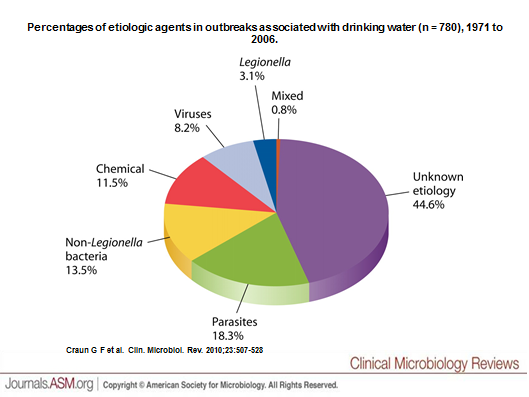 Percentages of etiologic agents in outbreaks associated with drinking water (n = 780), 1971 to
2006.
Legionella
3.1%
Mixed
0.8%
Viruses
8.2%
Chemical
11.5%
Unknown
etiology
44.6%
Non-Legionella
bacteria
13.5%
Parasites
18.3%
Craun G F et al. Clin. Microbiol. Rev. 2010;23:507-528
Clinical Microbiology Reviews
Journals.ASM.org | Copyright © American Society for Microbiology. All Rights Reserved.